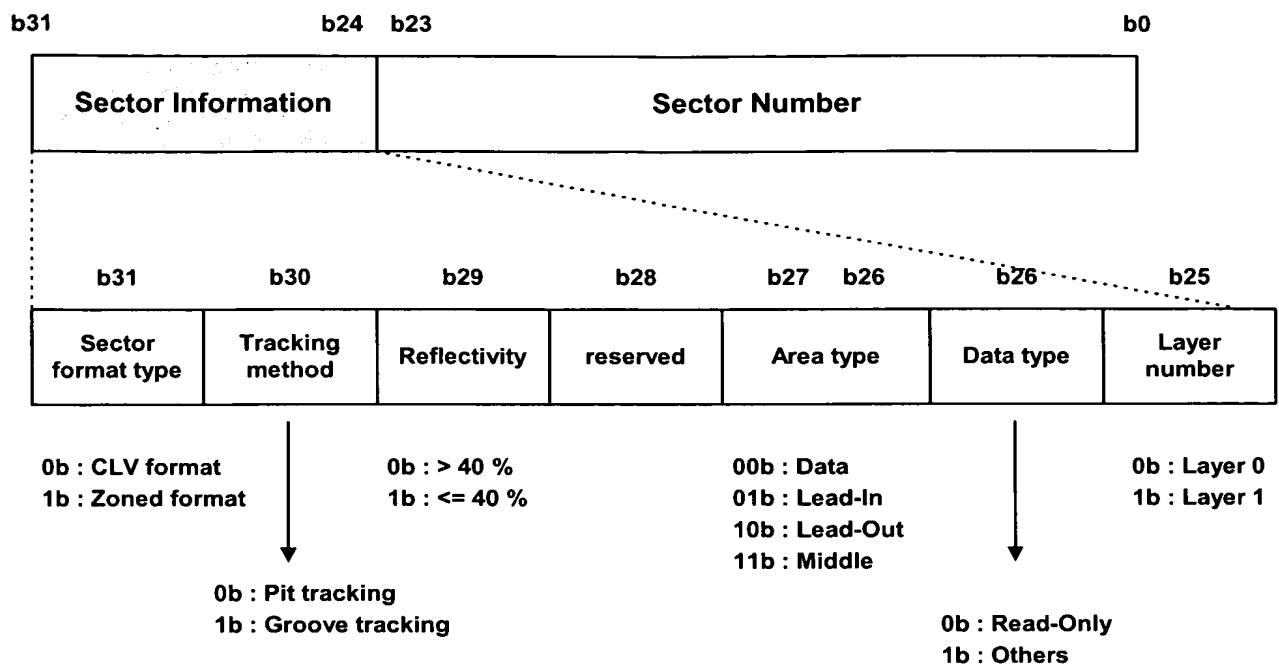 b31 b24 b23 b0
Sector Information Sector Number
b31 b30 b29 b28 b27 b26 b26 b25
Sector format type Tracking method Reflectivity reserved Area type Data type Layer number
0b : CLV format
1b : Zoned format
0b : Pit tracking
1b : Groove tracking
0b : > 40 %
1b : <= 40 %
00b : Data
01b : Lead-In
10b : Lead-Out
11b : Middle
0b : Read-Only
1b : Others
0b : Layer 0
1b : Layer 1